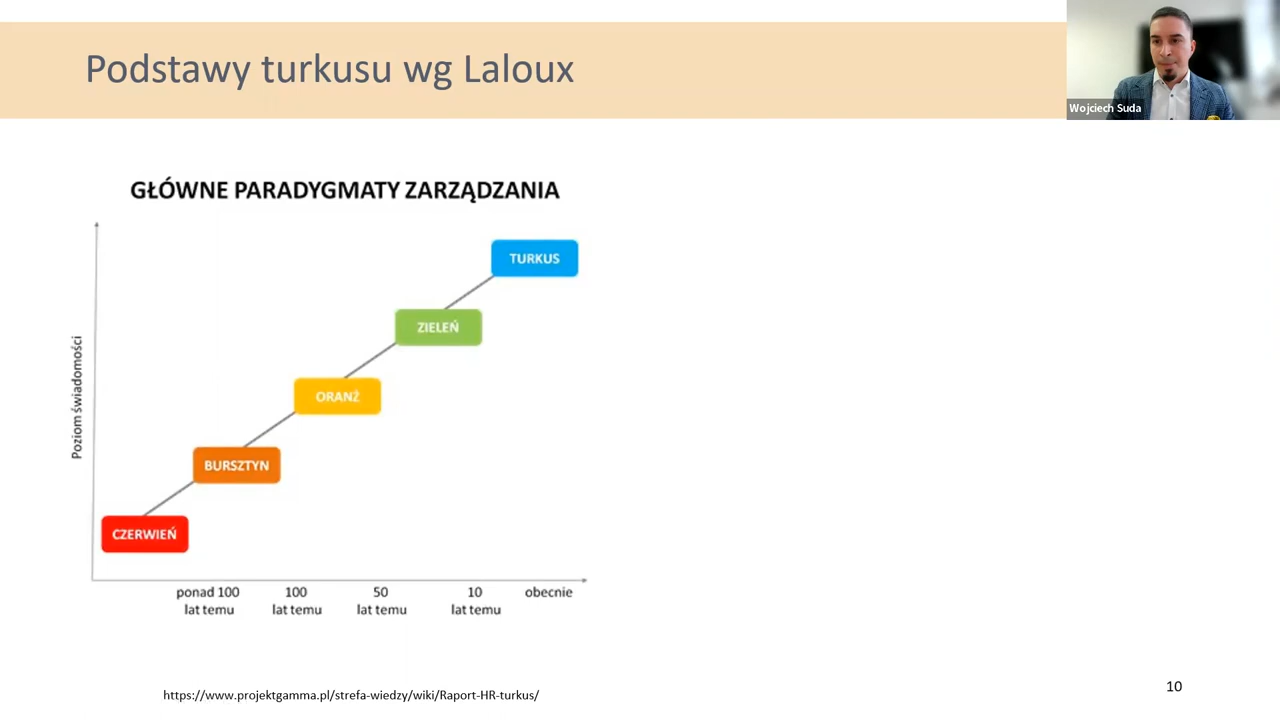 Podstawy turkusu wg Laloux
Wojciech Suda
GŁÓWNE PARADYGMATY ZARZĄDZANIA
TURKUS
ZIELEŃ
ORANŻ
BURSZTYN
CZERWIEŃ
Poziom świadomości
ponad 100
lat temu
100
lat temu
50
lat temu
10
lat temu
obecnie
https://www.projektgamma.pl/strefa-wiedzy/wiki/Raport-HR-turkus/
10